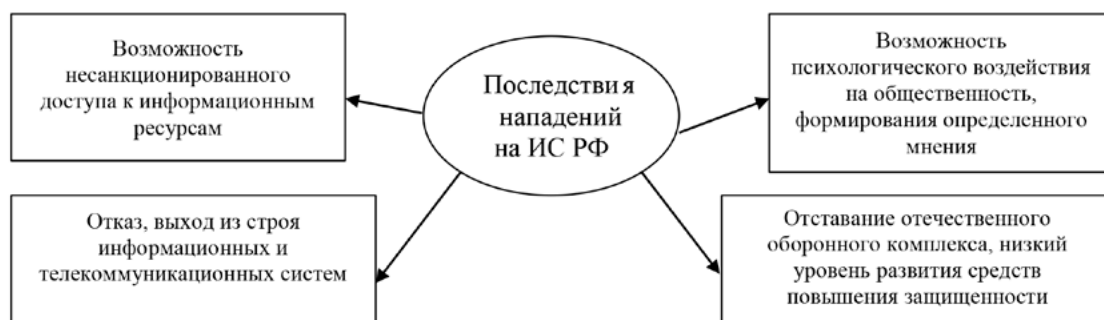 Возможность
несанкционированного
доступа к информационным
ресурсам
Последствия
нападений
на ИС РФ
Возможность
психологического воздействия
на общественность,
формирования определенного
мнения
Отказ, выход из строя
информационных и
телекоммуникационных систем
Отставание отечественного
оборонного комплекса, низкий
уровень развития средств
повышения защищенности